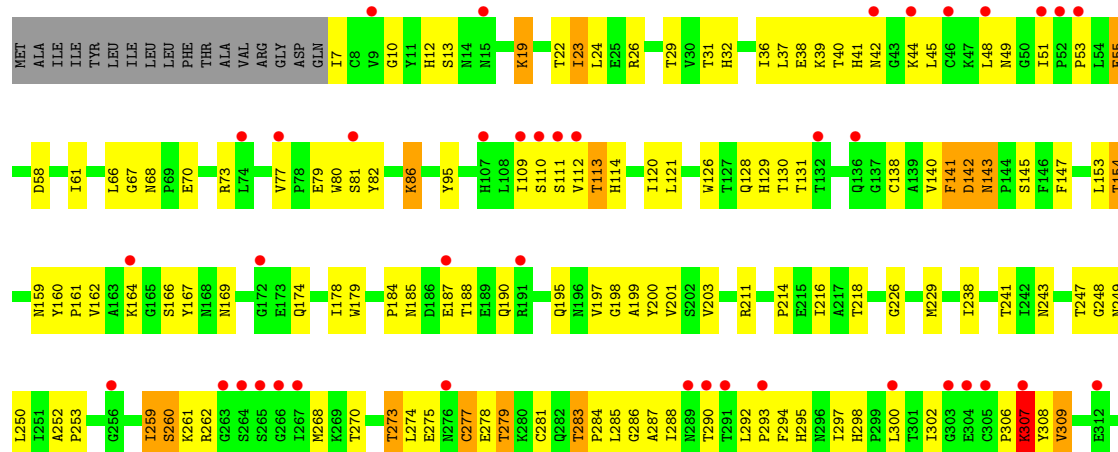 MET ALA ILE ILE TYR LEU ILE LEU LEU PHE THR ALA VAL ARG GLY ASP GLN I7 C8 V9 G10 Y11 H12 S13 N14 N15 K19 T22 I23 L24 E25 R26 T29 V30 T31 H32 I36 L37 E38 K39 T40 H41 N42 G43 K44 L45 C46 K47 L48 N49 G50 I51 P52 P53 L54
D58 I61 L66 G67 N68 P69 E70 R73 L74 V77 P78 E79 W80 S81 Y82 K86 Y95 H107 L108 I109 S110 S111 V112 T113 H114 I120 L121 W126 T127 Q128 H129 T130 T131 T132 Q136 G137 C138 A139 V140 F141 D142 N143 P144 S145 F146 F147 L153
N159 Y160 P161 V162 A163 K164 G165 S166 Y167 N168 N169 G172 E173 Q174 I178 W179 P184 N185 D186 E187 T188 E189 Q190 R191 Q195 N196 V197 G198 A199 Y200 V201 S202 V203 R211 P214 E215 I216 A217 T218 G226 M229 I238 T241 I242 N243 T247 G248 N249
L250 I251 A252 P253 G256 I259 S260 K261 R262 G263 S264 S265 G266 I267 M268 K269 T270 T273 L274 E275 N276 C277 E278 T279 K280 C281 Q282 T283 P284 L285 G286 A287 I288 N289 T290 T291 L292 P293 F294 H295 N296 I297 H298 P299 L300 T301 I302 G303 E304 C305 P306 K307 Y308 V309 E312